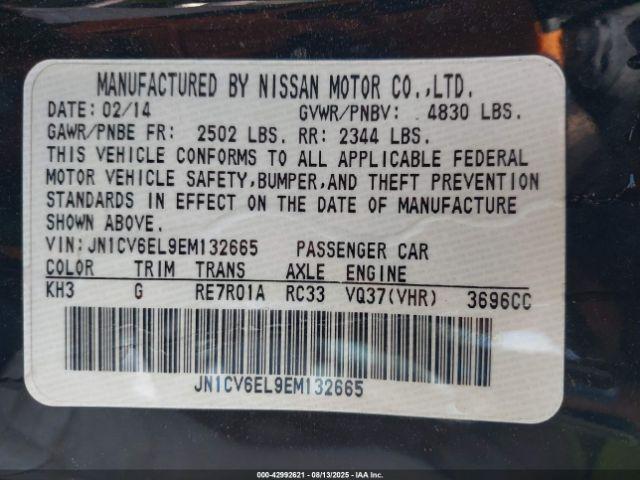 MANUFACTURED BY NISSAN MOTOR CO.,LTD.
DATE: 02/14 GVWR/PNBV: 4830 LBS.
GAWR/PNBE FR: 2502 LBS. RR: 2344 LBS.
THIS VEHICLE CONFORMS TO ALL APPLICABLE FEDERAL
MOTOR VEHICLE SAFETY,BUMPER,AND THEFT PREVENTION
STANDARDS IN EFFECT ON THE DATE OF MANUFACTURE
SHOWN ABOVE.
VIN:JN1CV6EL9EM132665 PASSENGER CAR
COLOR TRIM TRANS AXLE ENGINE
KH3 G RE7R01A RC33 VQ37(VHR) 3696CC
JN1CV6EL9EM132665
000-42992621 - 08/13/2025 - IAAI.com